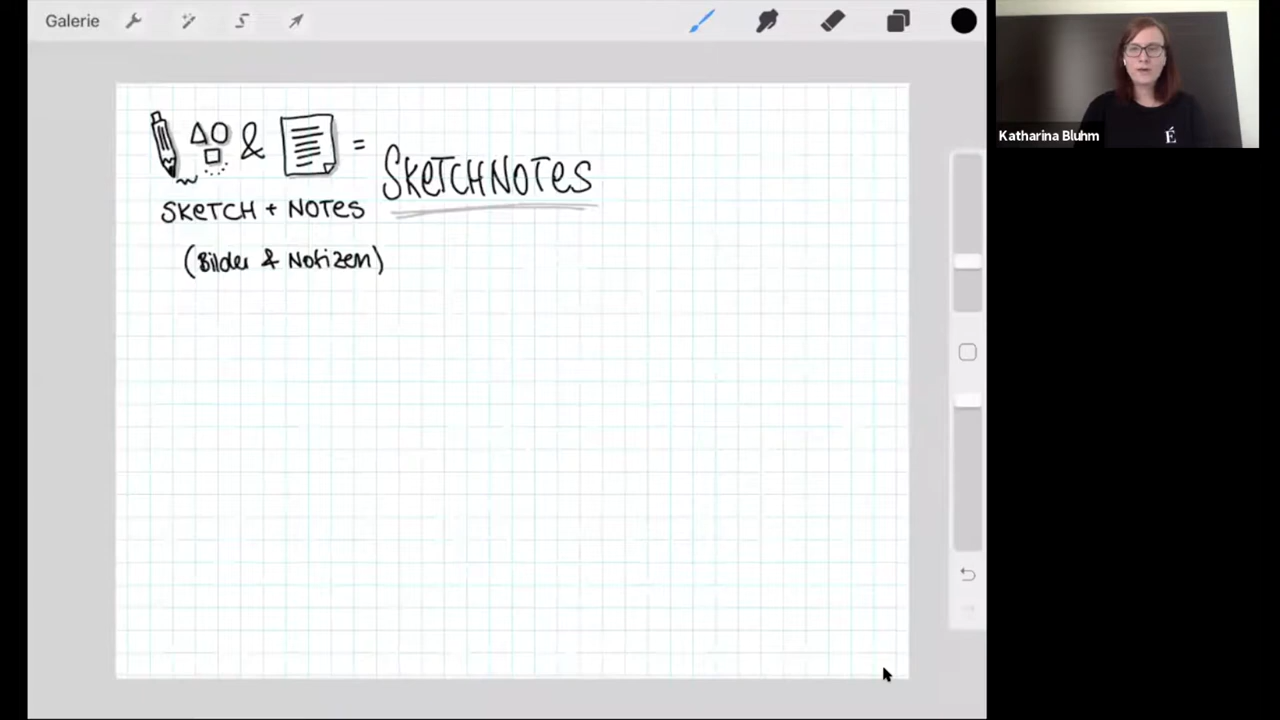 Galerie
& =
SKETCHNOTES
SKETCH + NOTES
(Bilder & Notizen)
Katharina Bluhm
É